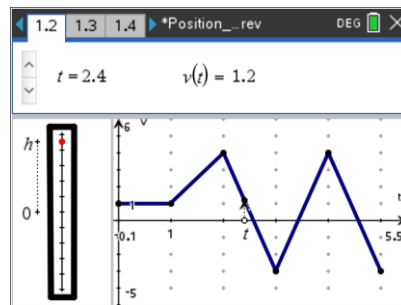 1.2 1.3 1.4 *Position_...rev DEG
t = 2.4 v(t) = 1.2
6 v
h
1
0
t
-0.1 1 t 5.5
-5